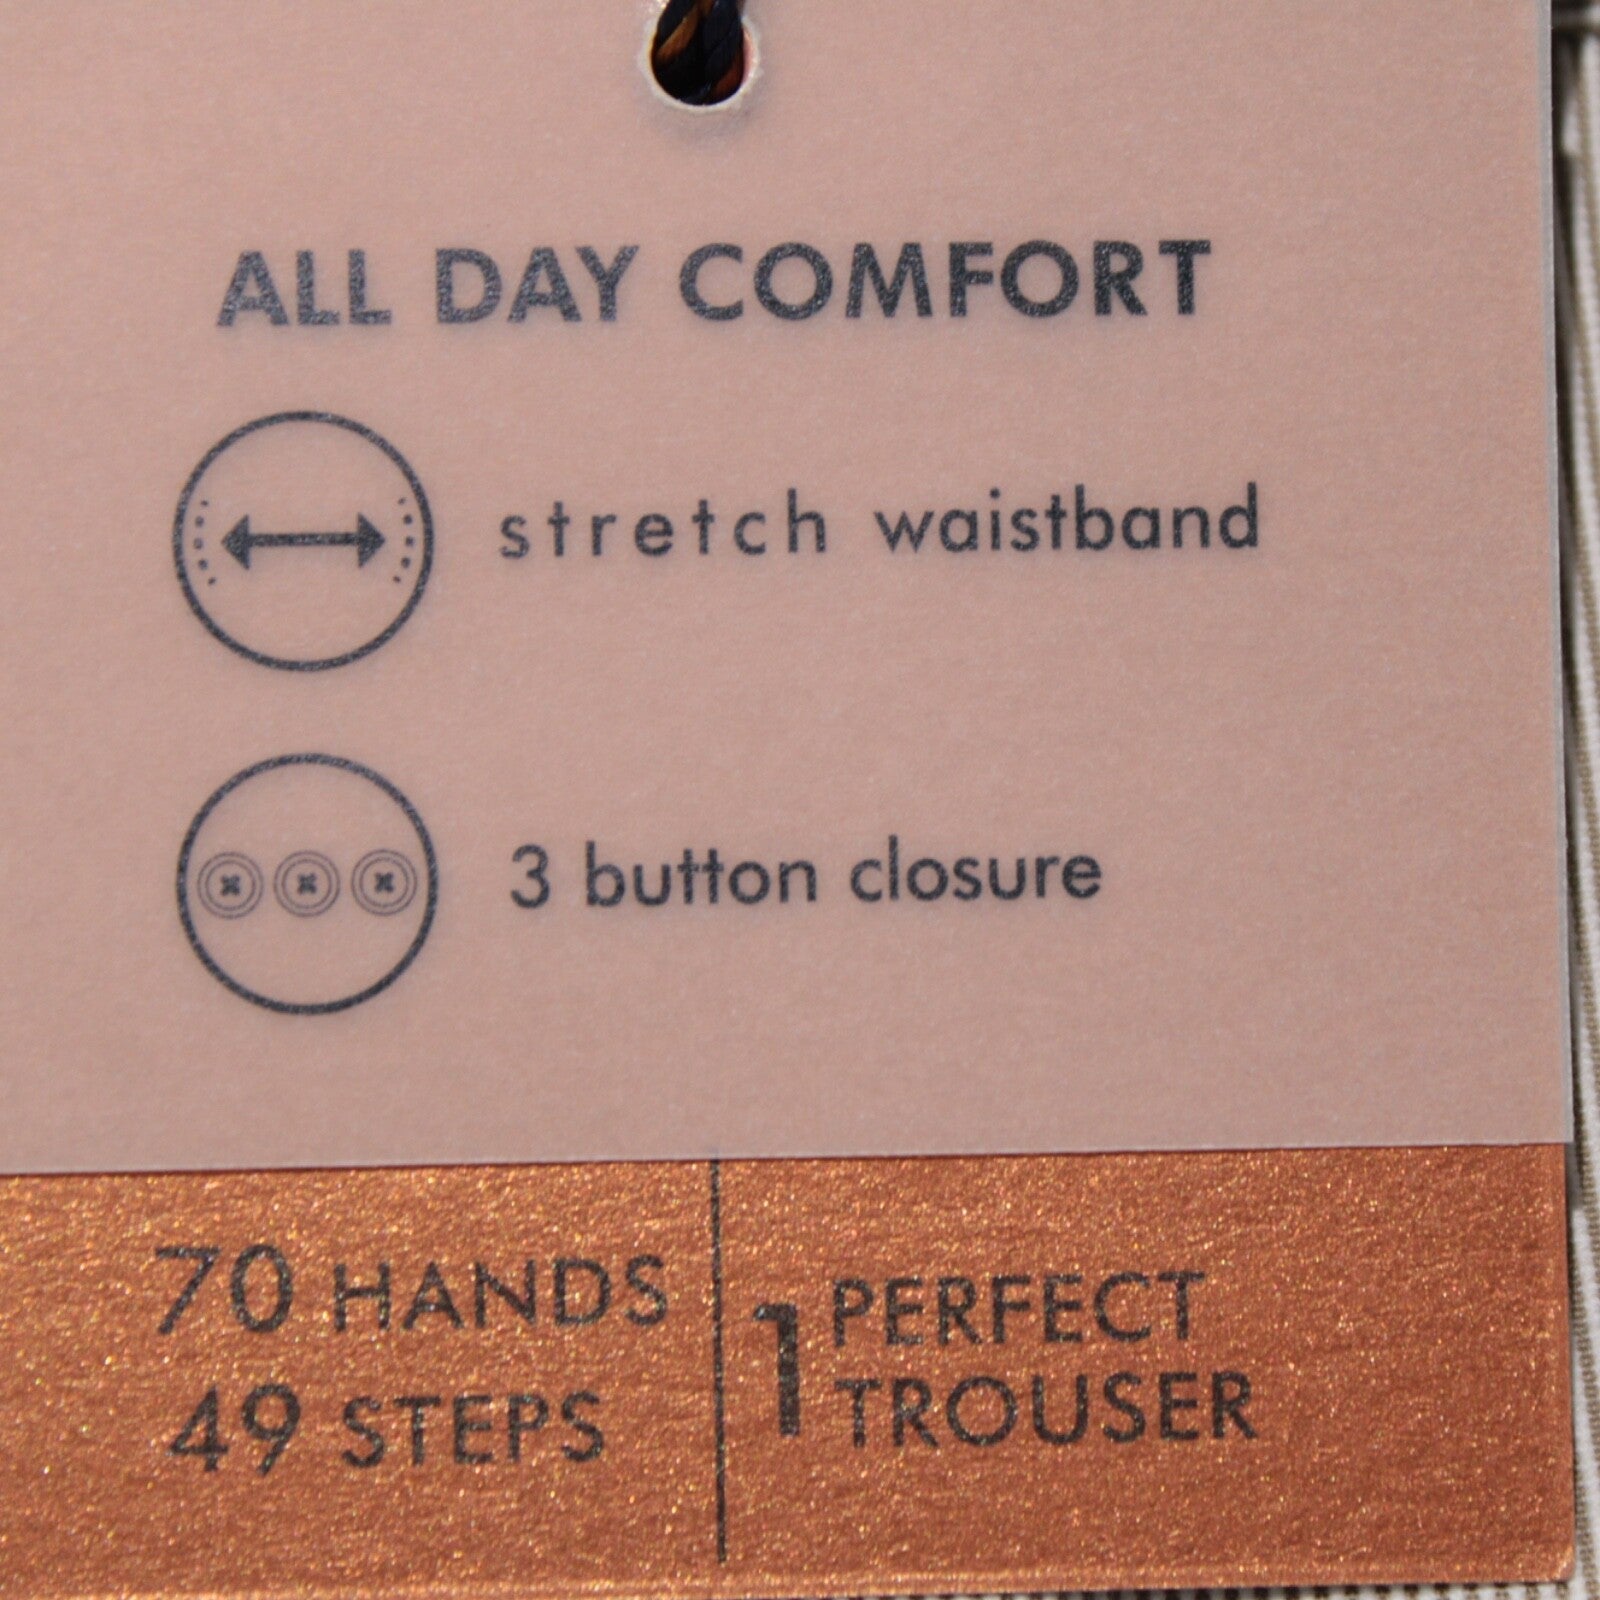 ALL DAY COMFORT
stretch waistband
3 button closure
70 HANDS
49 STEPS
1 PERFECT
TROUSER